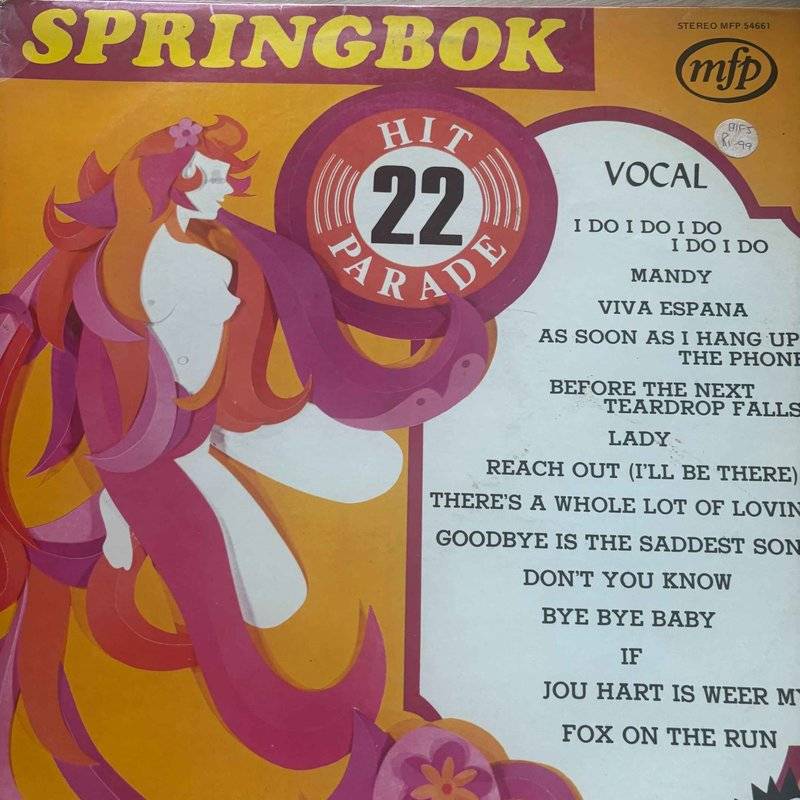 SPRINGBOK
STEREO MFP 54661
mfp
HIT
22
PARADE
R1-99
VOCAL
I DO I DO I DO
I DO I DO
MANDY
VIVA ESPANA
AS SOON AS I HANG UP
THE PHONE
BEFORE THE NEXT
TEARDROP FALLS
LADY
REACH OUT (I'LL BE THERE)
THERE'S A WHOLE LOT OF LOVIN
GOODBYE IS THE SADDEST SON
DON'T YOU KNOW
BYE BYE BABY
IF
JOU HART IS WEER MY
FOX ON THE RUN